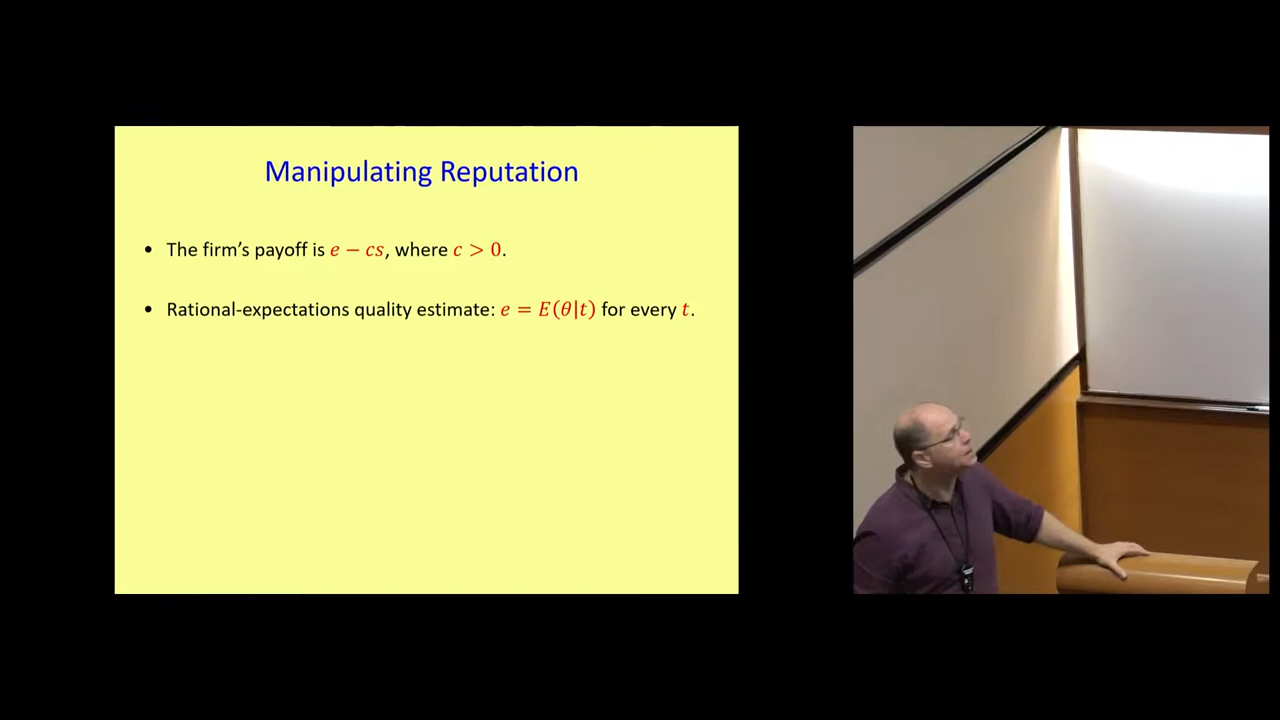 Manipulating Reputation
• The firm's payoff is e − cs, where c > 0.
• Rational-expectations quality estimate: e = E(θ|t) for every t.